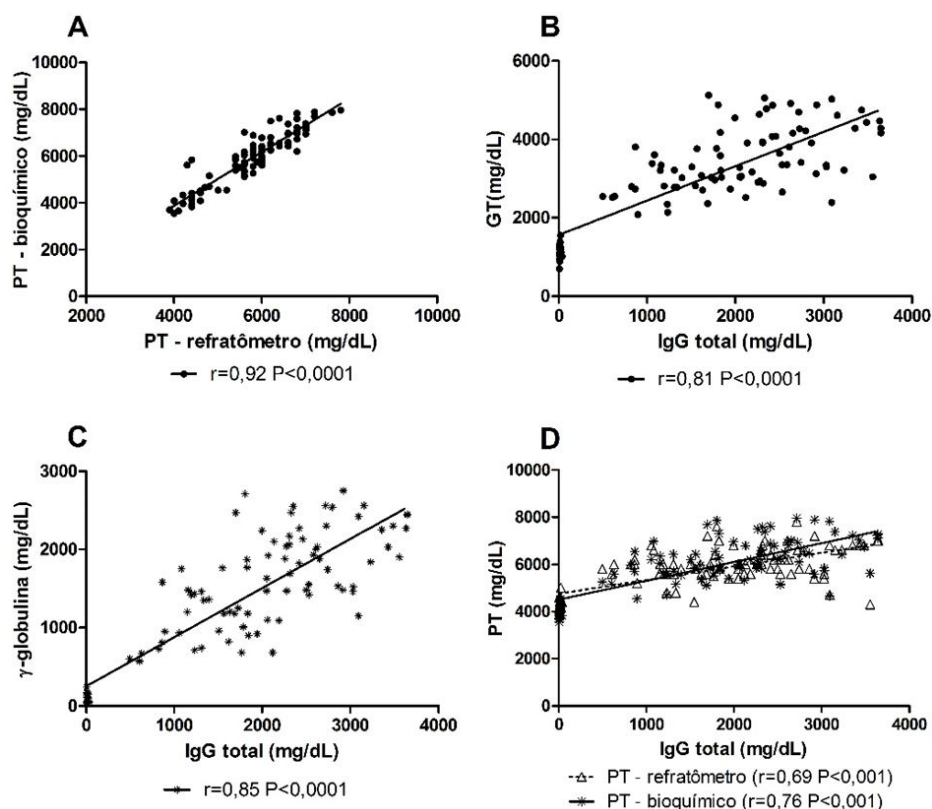 A
PT - bioquímico (mg/dL)
10000
8000
6000
4000
2000
0
2000
4000
6000
8000
10000
PT - refratômetro (mg/dL)
r=0,92 P<0,0001
B
GT(mg/dL)
6000
4000
2000
0
0
1000
2000
3000
4000
IgG total (mg/dL)
r=0,81 P<0,0001
C
γ-globulina (mg/dL)
3000
2000
1000
0
0
1000
2000
3000
4000
IgG total (mg/dL)
r=0,85 P<0,0001
D
PT (mg/dL)
10000
8000
6000
4000
2000
0
0
1000
2000
3000
4000
IgG total (mg/dL)
PT - refratômetro (r=0,69 P<0,001)
PT - bioquímico (r=0,76 P<0,001)